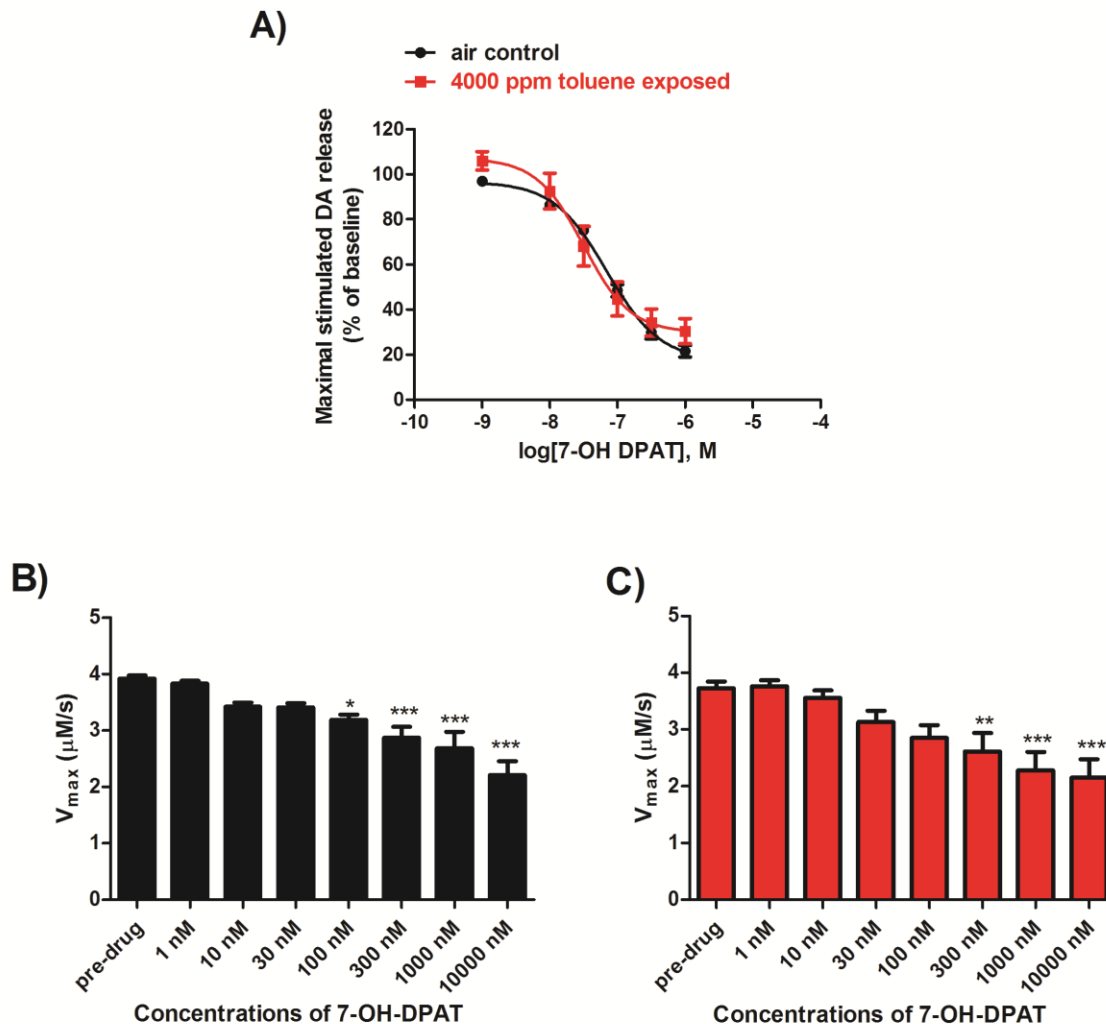 A)
air control
4000 ppm toluene exposed
Maximal stimulated DA release
(% of baseline)
120
100
80
60
40
20
0
-10 -9 -8 -7 -6 -5 -4
log[7-OH DPAT], M
B)
V max (μM/s)
5
4
3
2
1
0
* *** *** ***
pre-drug 1 nM 10 nM 30 nM 100 nM 300 nM 1000 nM 10000 nM
Concentrations of 7-OH-DPAT
C)
V max (μM/s)
5
4
3
2
1
0
** *** ***
pre-drug 1 nM 10 nM 30 nM 100 nM 300 nM 1000 nM 10000 nM
Concentrations of 7-OH-DPAT